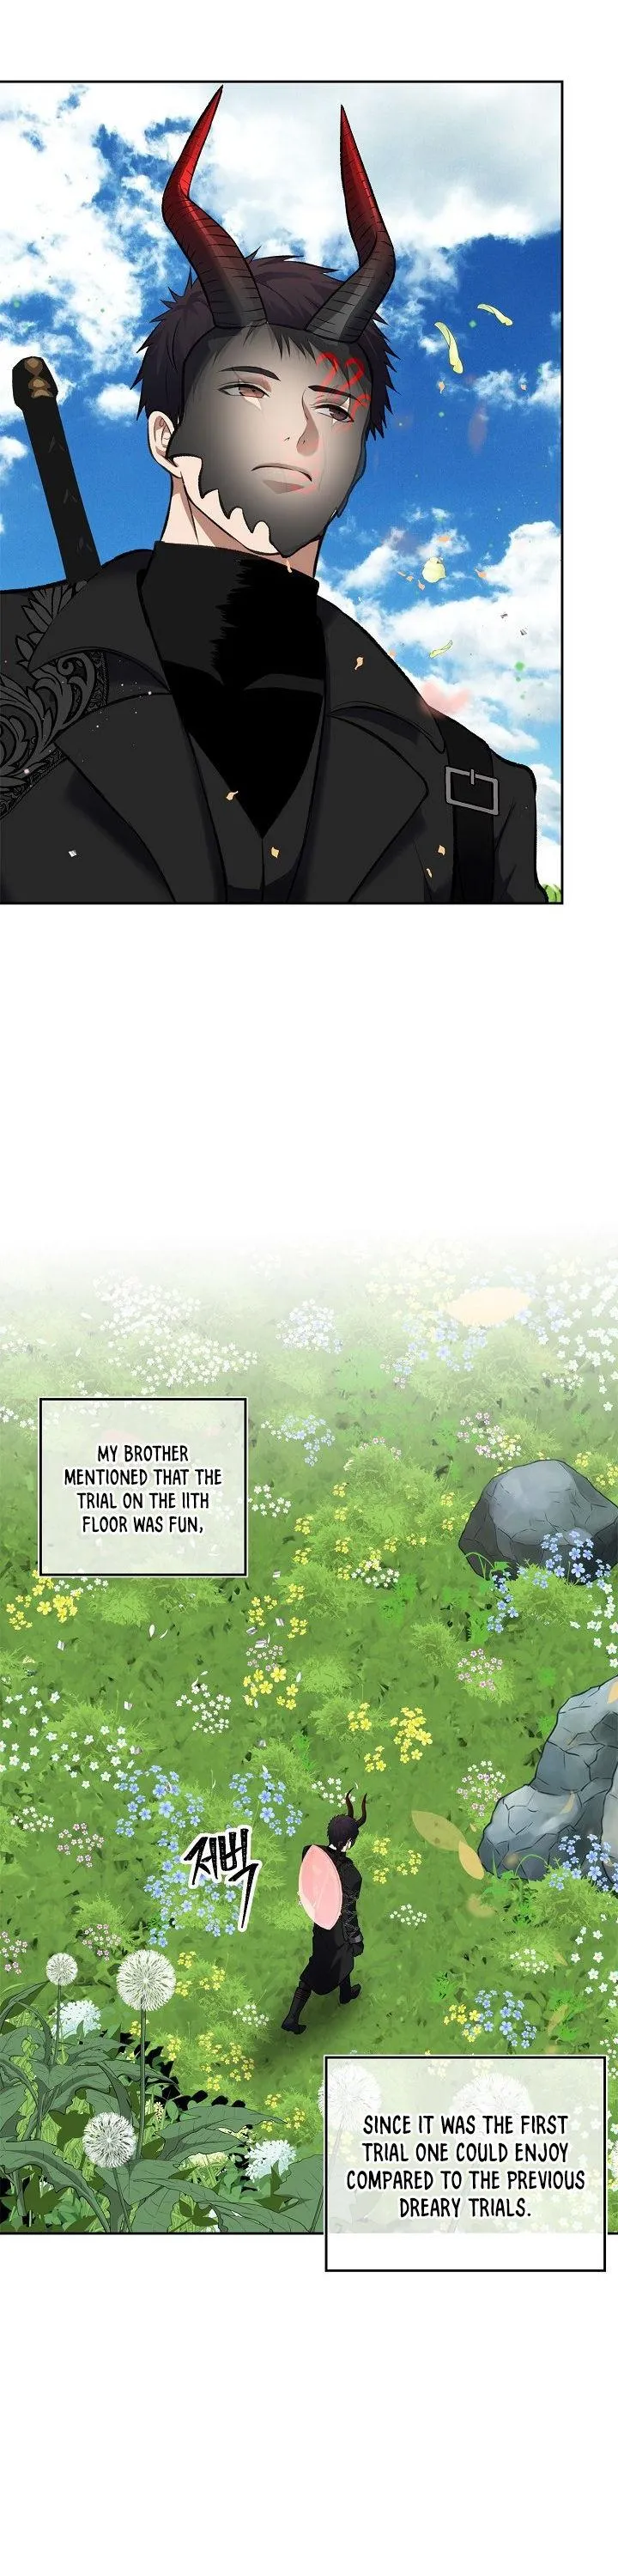 MY BROTHER
MENTIONED THAT THE
TRIAL ON THE 11TH
FLOOR WAS FUN,
저벅
SINCE IT WAS THE FIRST
TRIAL ONE COULD ENJOY
COMPARED TO THE PREVIOUS
DREARY TRIALS.